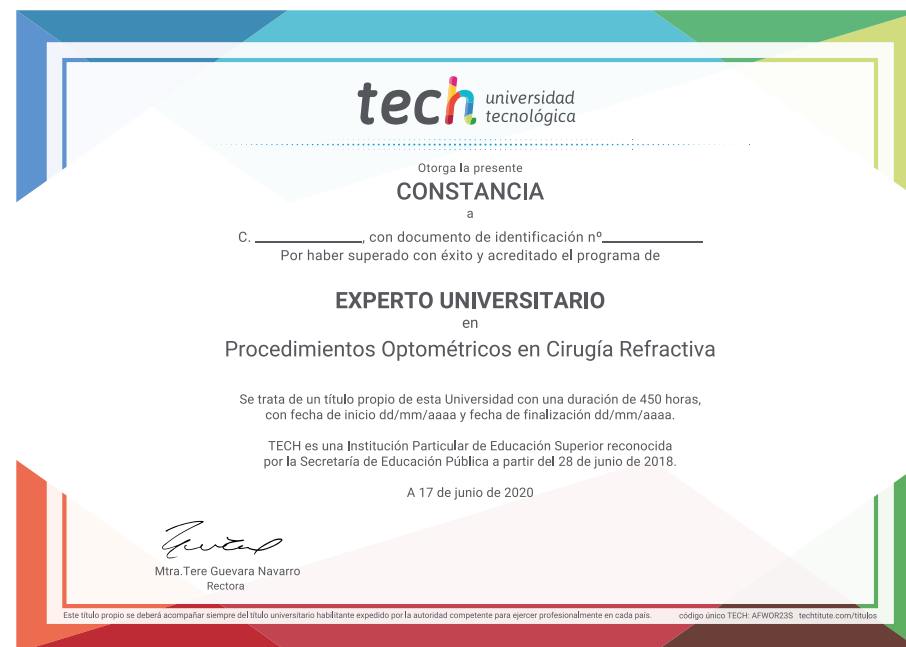 tech universidad
tecnológica
Otorga la presente
CONSTANCIA
a
C. ____________, con documento de identificación nº____________
Por haber superado con éxito y acreditado el programa de
EXPERTO UNIVERSITARIO
en
Procedimientos Optométricos en Cirugía Refractiva
Se trata de un título propio de esta Universidad con una duración de 450 horas,
con fecha de inicio dd/mm/aaaa y fecha de finalización dd/mm/aaaa.
TECH es una Institución Particular de Educación Superior reconocida
por la Secretaría de Educación Pública a partir del 28 de junio de 2018.
A 17 de junio de 2020
Mtra.Tere Guevara Navarro
Rectora
Este título propio se deberá acompañar siempre del título universitario habilitante expedido por la autoridad competente para ejercer profesionalmente en cada país. código único TECH: AFWOR23S techtitute.com/titulos